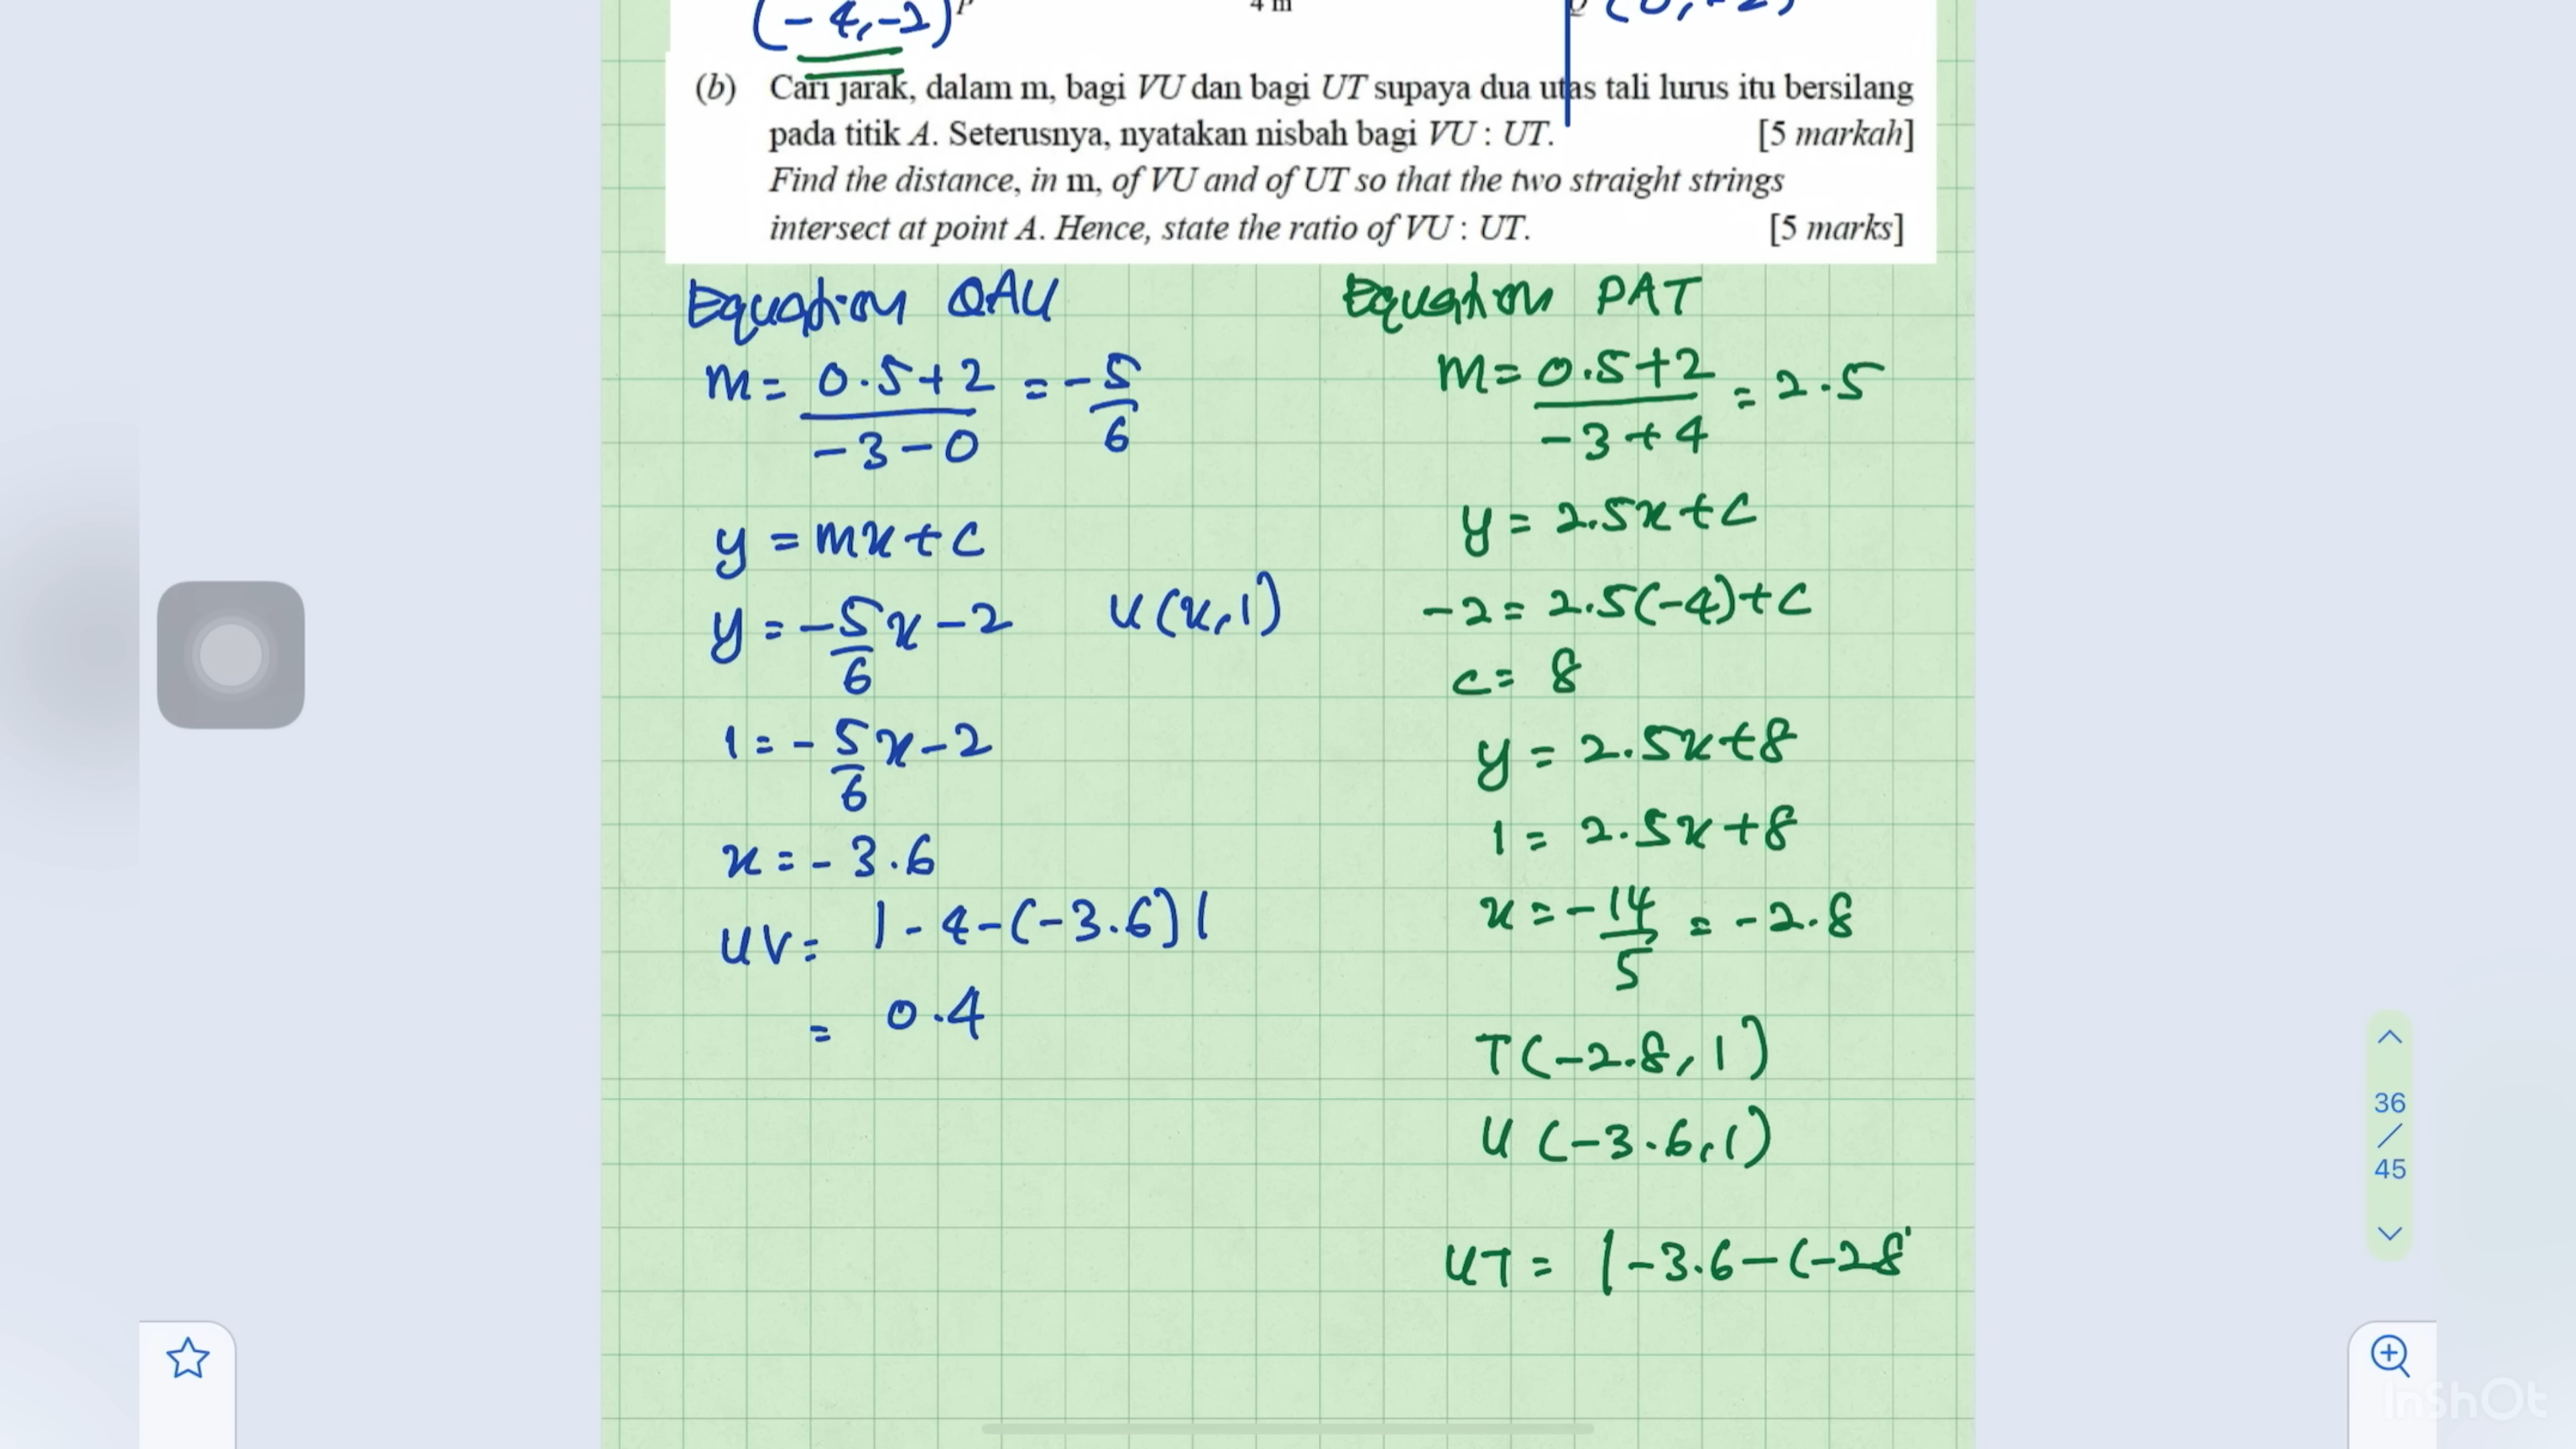 (-4,-2) P 4 m
(b) Cari jarak, dalam m, bagi VU dan bagi UT supaya dua utas tali lurus itu bersilang
pada titik A. Seterusnya, nyatakan nisbah bagi VU : UT. [5 markah]
Find the distance, in m, of VU and of UT so that the two straight strings
intersect at point A. Hence, state the ratio of VU : UT. [5 marks]
Equation QAU
m = 0.5+2 / -3-0 = -5/6
y = mx+c
y = -5/6 x - 2 U(x,1)
1 = -5/6 x - 2
x = -3.6
UV = |-4-(-3.6)|
= 0.4
Equation PAT
m = 0.5+2 / -3+4 = 2.5
y = 2.5x+c
-2 = 2.5(-4)+c
c = 8
y = 2.5x+8
1 = 2.5x+8
x = -14/5 = -2.8
T(-2.8, 1)
U(-3.6,1)
UT = |-3.6-(-2.8
36
/
45
InShOt